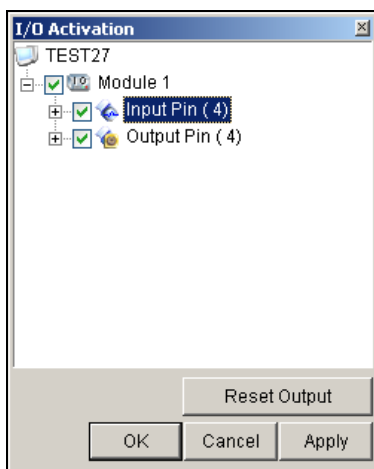 I/O Activation
TEST27
Module 1
Input Pin ( 4)
Output Pin ( 4)
Reset Output
OK Cancel Apply